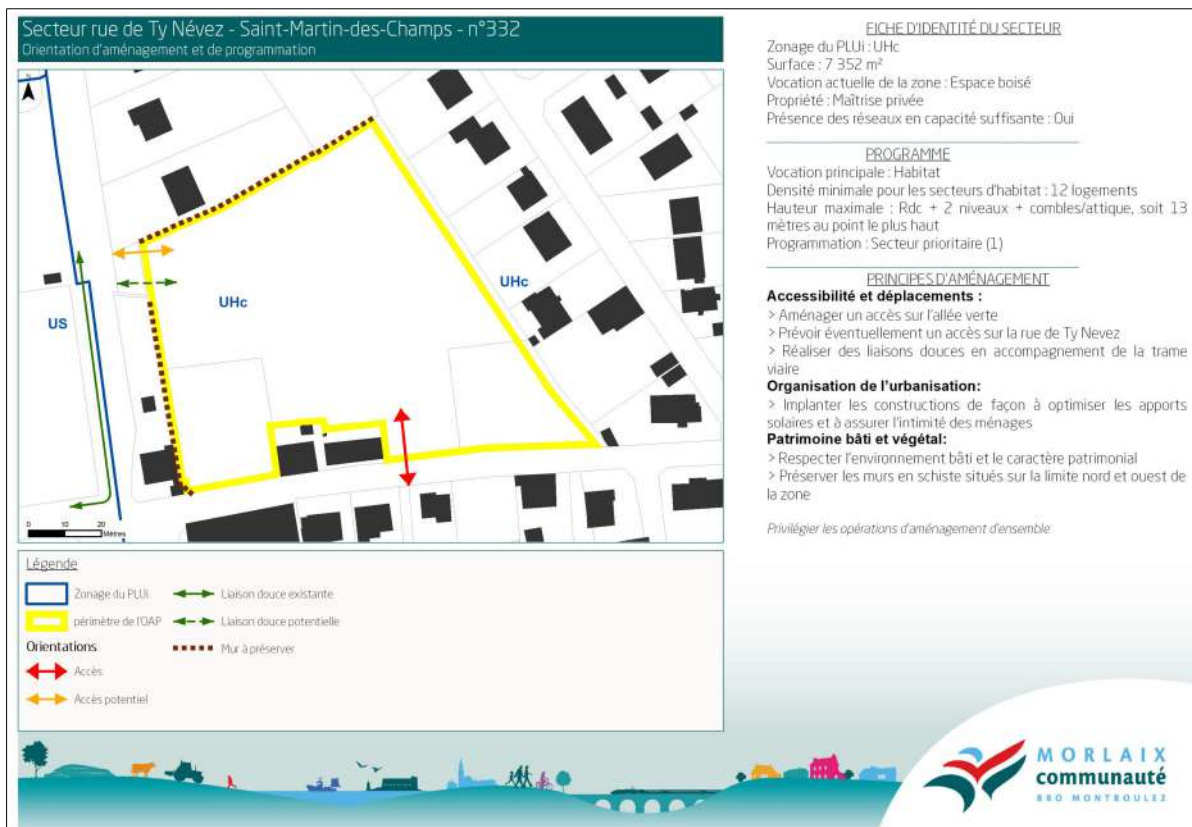 Secteur rue de Ty Névez - Saint-Martin-des-Champs - n°332
Orientation d'aménagement et de programmation
UHc
UHc
US
0 10 20
Mètres
Légende
Zonage du PLUi
périmètre de l'OAP
Orientations
Accès
Accès potentiel
Liaison douce existante
Liaison douce potentielle
Mur à préserver
FICHE D'IDENTITÉ DU SECTEUR
Zonage du PLUi : UHc
Surface : 7 352 m²
Vocation actuelle de la zone : Espace boisé
Propriété : Maîtrise privée
Présence des réseaux en capacité suffisante : Oui
PROGRAMME
Vocation principale : Habitat
Densité minimale pour les secteurs d'habitat : 12 logements
Hauteur maximale : Rdc + 2 niveaux + combles/attique, soit 13
mètres au point le plus haut
Programmation : Secteur prioritaire (1)
PRINCIPES D'AMÉNAGEMENT
Accessibilité et déplacements :
> Aménager un accès sur l'allée verte
> Prévoir éventuellement un accès sur la rue de Ty Nevez
> Réaliser des liaisons douces en accompagnement de la trame
viaire
Organisation de l'urbanisation:
> Implanter les constructions de façon à optimiser les apports
solaires et à assurer l'intimité des ménages
Patrimoine bâti et végétal:
> Respecter l'environnement bâti et le caractère patrimonial
> Préserver les murs en schiste situés sur la limite nord et ouest de
la zone
Privilégier les opérations d'aménagement d'ensemble
MORLAIX
communauté
BRO MONTROULEZ